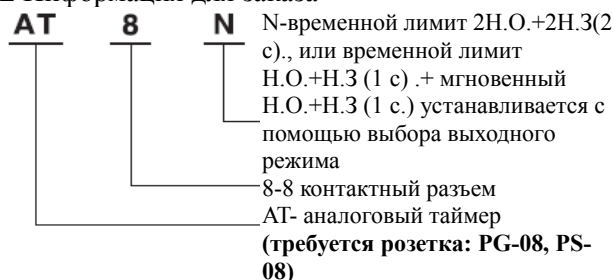 Информация для заказа
AT 8 N
N-временной лимит 2Н.О.+2Н.З(2
с)., или временной лимит
Н.О.+Н.З (1 с) .+ мгновенный
Н.О.+Н.З (1 с.) устанавливается с
помощью выбора выходного
режима
8-8 контактный разъем
АТ- аналоговый таймер
(требуется розетка: PG-08, PS-
08)